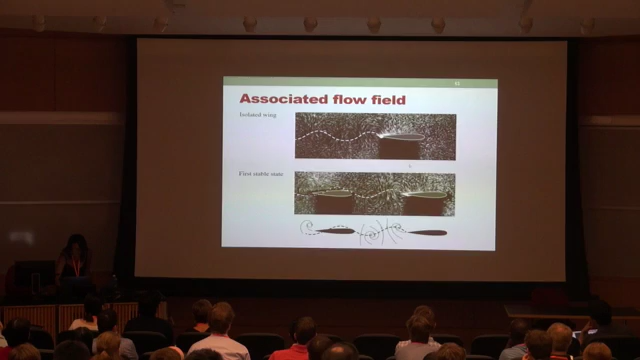 Associated flow field
Isolated wing
First stable state